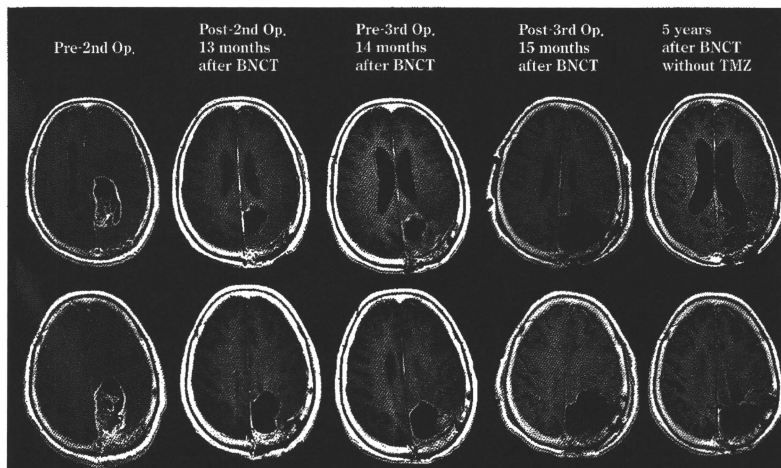 Pre-2nd Op.
Post-2nd Op.
13 months
after BNCT
Pre-3rd Op.
14 months
after BNCT
Post-3rd Op.
15 months
after BNCT
5 years
after BNCT
without TMZ